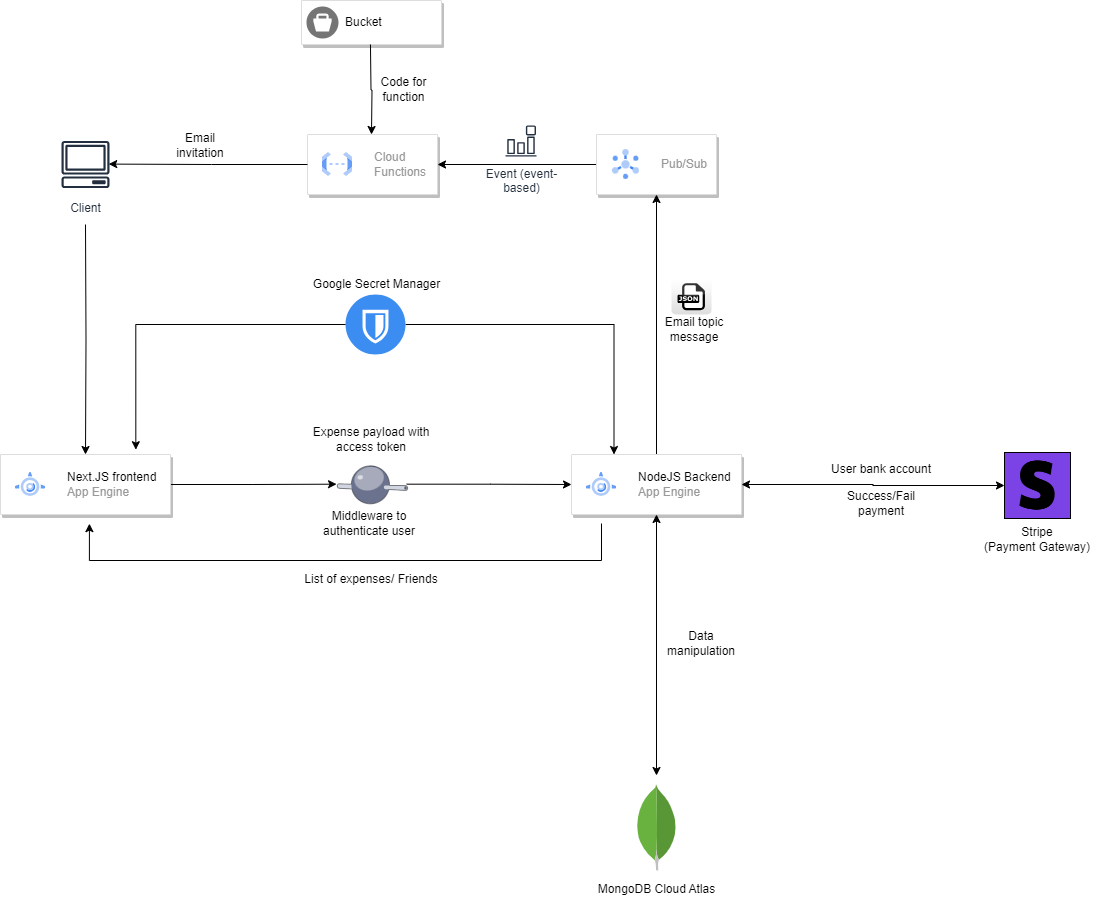 Bucket
Code for
function
Email
invitation
Cloud
Functions
Event (event-
based)
Pub/Sub
Client
Google Secret Manager
JSON
Email topic
message
Expense payload with
access token
Next.JS frontend
App Engine
Middleware to
authenticate user
NodeJS Backend
App Engine
User bank account
Success/Fail
payment
S
Stripe
(Payment Gateway)
List of expenses/ Friends
Data
manipulation
MongoDB Cloud Atlas